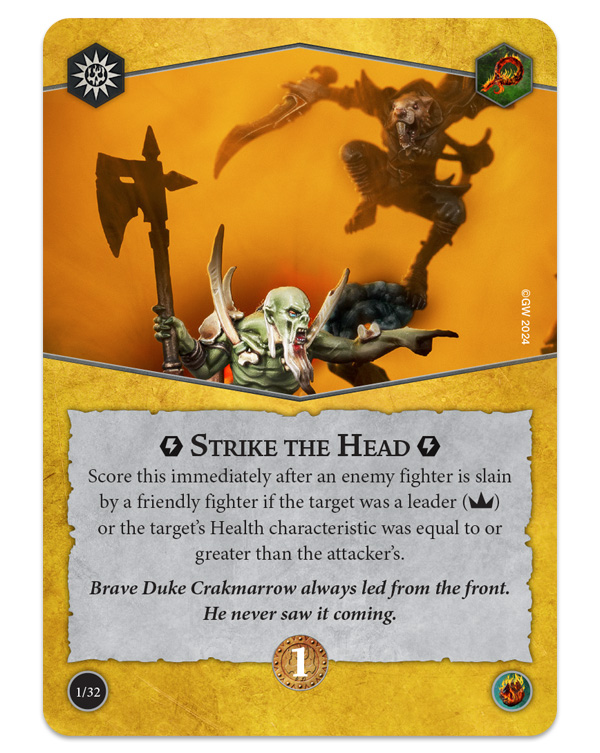 ©GW 2024
STRIKE THE HEAD
Score this immediately after an enemy fighter is slain
by a friendly fighter if the target was a leader ( )
or the target's Health characteristic was equal to or
greater than the attacker's.
Brave Duke Crakmarrow always led from the front.
He never saw it coming.
1
1/32